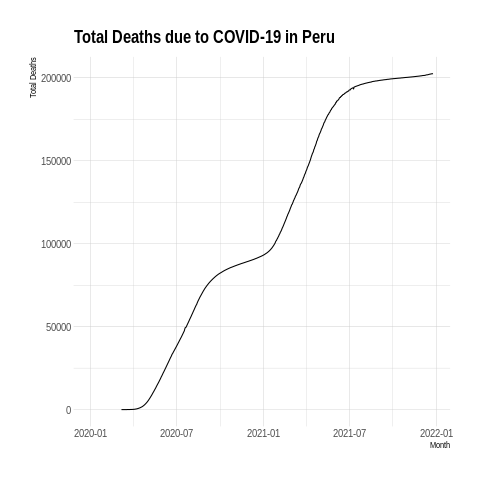 Total Deaths due to COVID-19 in Peru
Total Deaths
200000
150000
100000
50000
0
2020-01 2020-07 2021-01 2021-07 2022-01
Month